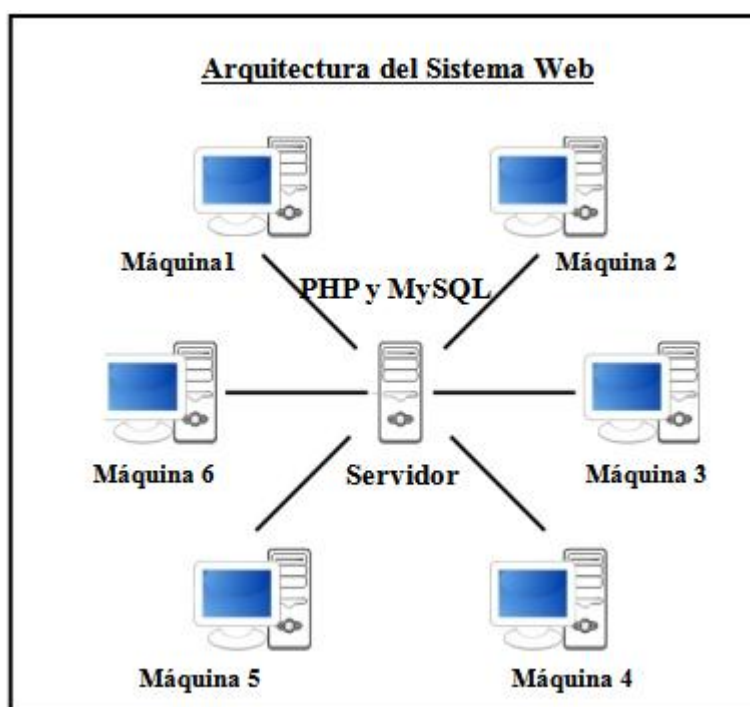 Arquitectura del Sistema Web
Máquina1
Máquina 2
PHP y MySQL
Máquina 6
Servidor
Máquina 3
Máquina 5
Máquina 4